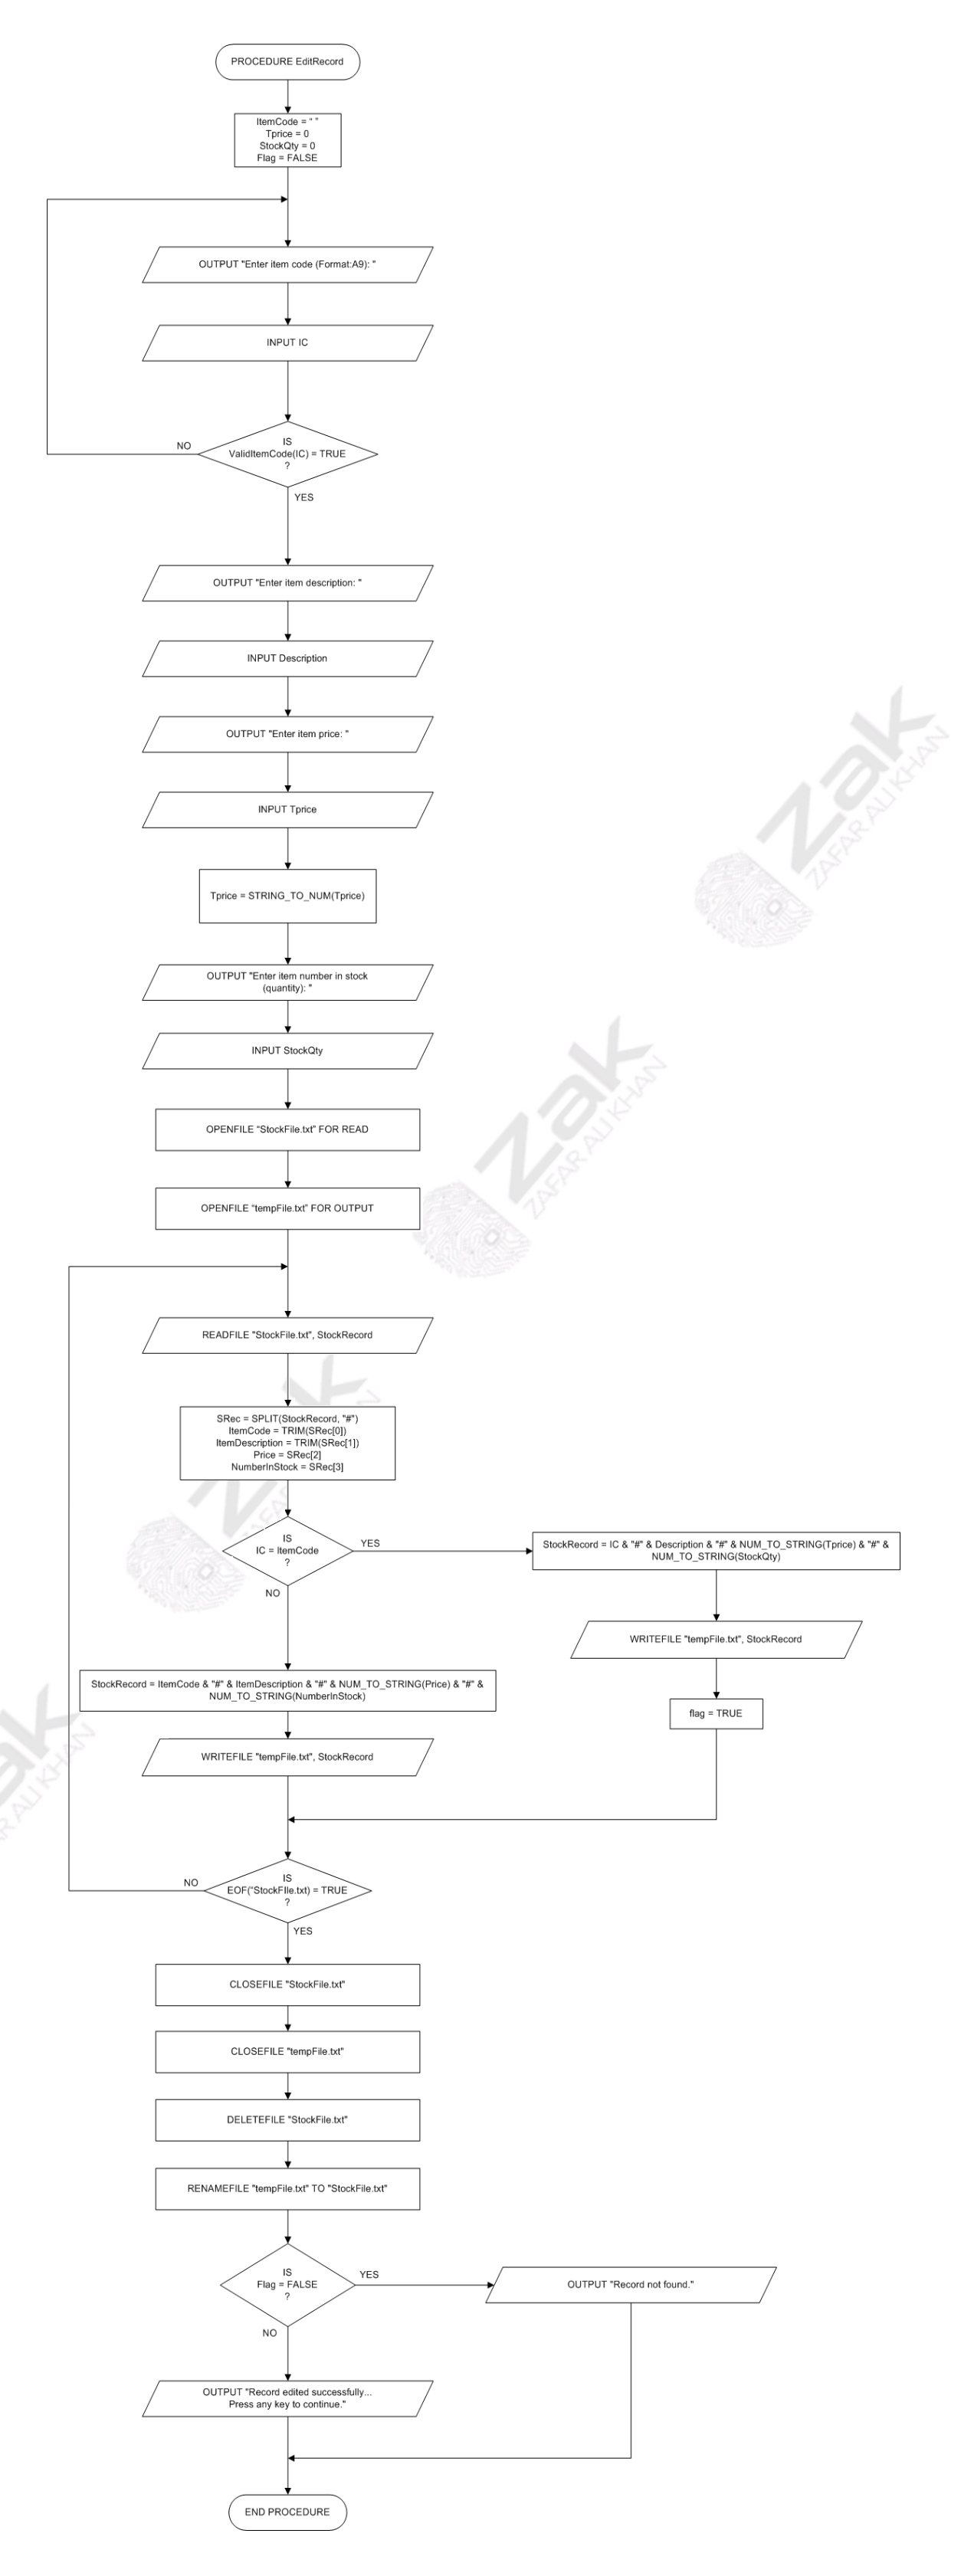 PROCEDURE EditRecord
ItemCode = “ ”
Tprice = 0
StockQty = 0
Flag = FALSE
OUTPUT "Enter item code (Format:A9): "
INPUT IC
IS
ValidItemCode(IC) = TRUE
?
NO
YES
OUTPUT "Enter item description: "
INPUT Description
OUTPUT "Enter item price: "
INPUT Tprice
Tprice = STRING_TO_NUM(Tprice)
OUTPUT "Enter item number in stock
(quantity): "
INPUT StockQty
OPENFILE “StockFile.txt” FOR READ
OPENFILE “tempFile.txt” FOR OUTPUT
READFILE "StockFile.txt", StockRecord
SRec = SPLIT(StockRecord, "#")
ItemCode = TRIM(SRec[0])
ItemDescription = TRIM(SRec[1])
Price = SRec[2]
NumberInStock = SRec[3]
IS
IC = ItemCode
?
YES
StockRecord = IC & "#" & Description & "#" & NUM_TO_STRING(Tprice) & "#" &
NUM_TO_STRING(StockQty)
WRITEFILE "tempFile.txt", StockRecord
flag = TRUE
NO
StockRecord = ItemCode & "#" & ItemDescription & "#" & NUM_TO_STRING(Price) & "#" &
NUM_TO_STRING(NumberInStock)
WRITEFILE "tempFile.txt", StockRecord
IS
EOF(“StockFIle.txt) = TRUE
?
NO
YES
CLOSEFILE "StockFile.txt"
CLOSEFILE "tempFile.txt"
DELETEFILE "StockFile.txt"
RENAMEFILE "tempFile.txt" TO "StockFile.txt"
IS
Flag = FALSE
?
YES
OUTPUT "Record not found."
NO
OUTPUT "Record edited successfully...
Press any key to continue."
END PROCEDURE
Zak
ZAFAR ALI KHAN
Zak
ZAFAR ALI KHAN